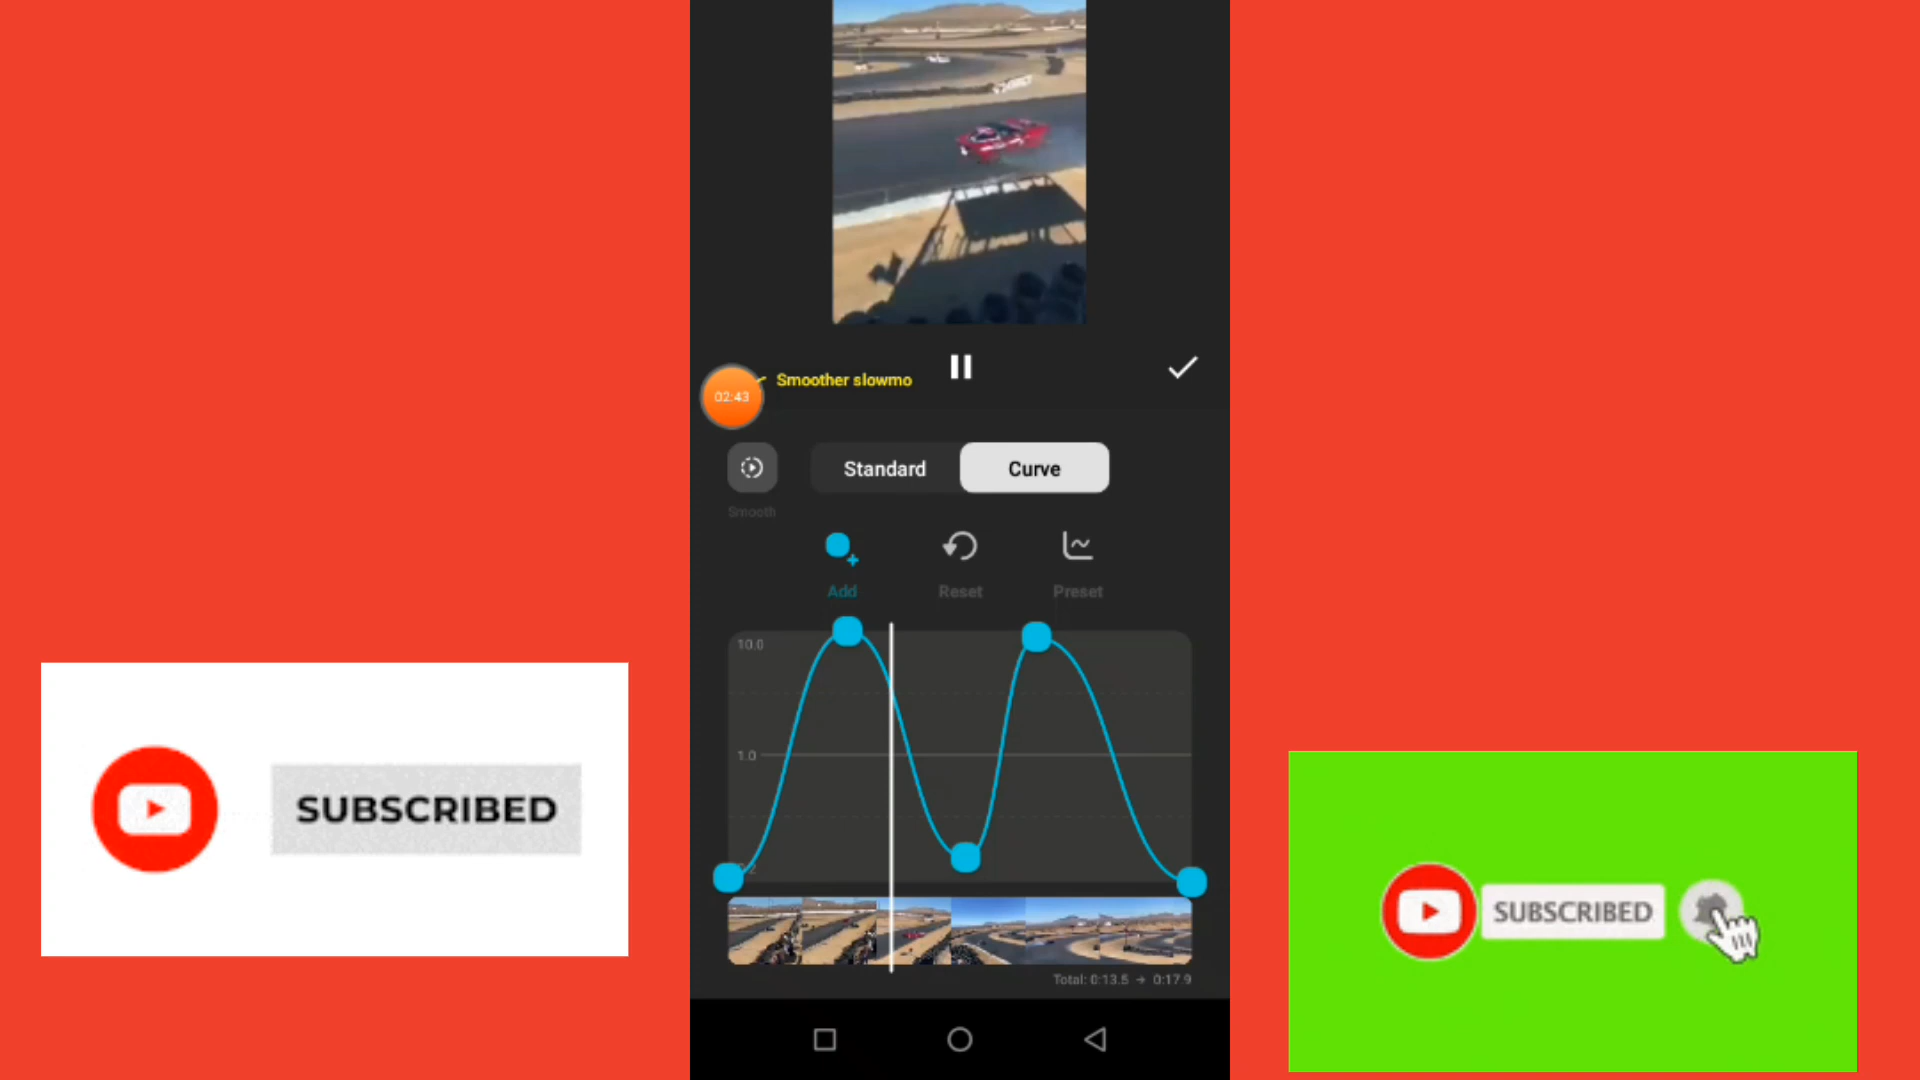 Smoother slowmo
02:43
Standard
Curve
Smooth
Add
Reset
Preset
10.0
1.0
Total: 0:13.5 → 0:17.9
SUBSCRIBED
SUBSCRIBED